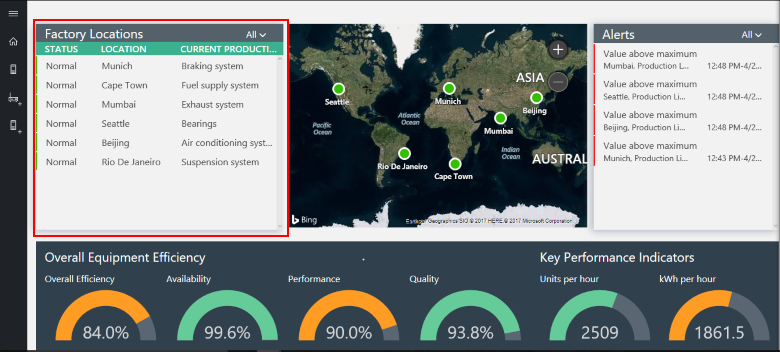 Factory Locations All
STATUS LOCATION CURRENT PRODUCTI...
Normal Munich Braking system
Normal Cape Town Fuel supply system
Normal Mumbai Exhaust system
Normal Seattle Bearings
Normal Beijing Air conditioning syst...
Normal Rio De Janeiro Suspension system
+
−
ASIA
Seattle
Munich
Beijing
Atlantic
Ocean
Pacific
Ocean
Mumbai
Indian
Ocean
AUSTRAL
Rio De Janeiro
Cape Town
Bing
© 2017 HERE, © 2017 Microsoft Corporation
Alerts All
Value above maximum
Mumbai, Production L... 12:48 PM-4/2...
Value above maximum
Seattle, Production Li... 12:48 PM-4/2...
Value above maximum
Beijing, Production Li... 12:48 PM-4/2...
Value above maximum
Munich, Production Li... 12:43 PM-4/2...
Overall Equipment Efficiency
Key Performance Indicators
Overall Efficiency Availability Performance Quality Units per hour kWh per hour
84.0% 99.6% 90.0% 93.8% 2509 1861.5